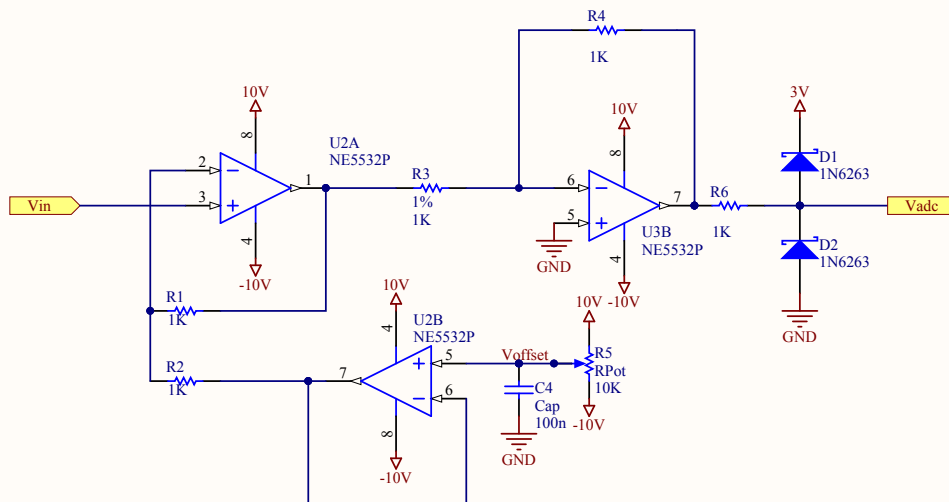 R4
1K
10V
8
U2A
NE5532P
2
3
1
4
-10V
Vin
R3
1%
1K
10V
8
6
5
7
U3B
NE5532P
4
-10V
GND
R6
1K
3V
D1
1N6263
Vadc
D2
1N6263
GND
R1
1K
R2
1K
10V
4
U2B
NE5532P
7
5
6
8
-10V
Voffset
10V
R5
RPot
10K
-10V
C4
Cap
100n
GND
+
+
+